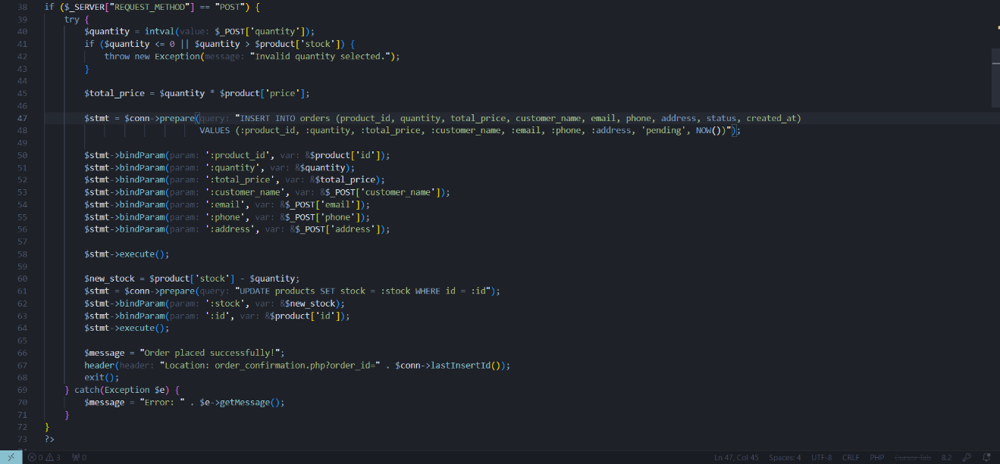 38 if ($_SERVER["REQUEST_METHOD"] == "POST") {
39 try {
40 $quantity = intval(value: $_POST['quantity']);
41 if ($quantity <= 0 || $quantity > $product['stock']) {
42 throw new Exception(message: "Invalid quantity selected.");
43 }
44
45 $total_price = $quantity * $product['price'];
46
47 $stmt = $conn->prepare(query: "INSERT INTO orders (product_id, quantity, total_price, customer_name, email, phone, address, status, created_at)
48 VALUES (:product_id, :quantity, :total_price, :customer_name, :email, :phone, :address, 'pending', NOW())");
49
50 $stmt->bindParam(param: ':product_id', var: &$product['id']);
51 $stmt->bindParam(param: ':quantity', var: &$quantity);
52 $stmt->bindParam(param: ':total_price', var: &$total_price);
53 $stmt->bindParam(param: ':customer_name', var: &$_POST['customer_name']);
54 $stmt->bindParam(param: ':email', var: &$_POST['email']);
55 $stmt->bindParam(param: ':phone', var: &$_POST['phone']);
56 $stmt->bindParam(param: ':address', var: &$_POST['address']);
57
58 $stmt->execute();
59
60 $new_stock = $product['stock'] - $quantity;
61 $stmt = $conn->prepare(query: "UPDATE products SET stock = :stock WHERE id = :id");
62 $stmt->bindParam(param: ':stock', var: &$new_stock);
63 $stmt->bindParam(param: ':id', var: &$product['id']);
64 $stmt->execute();
65
66 $message = "Order placed successfully!";
67 header(header: "Location: order_confirmation.php?order_id=" . $conn->lastInsertId());
68 exit();
69 } catch(Exception $e) {
70 $message = "Error: " . $e->getMessage();
71 }
72 }
73 ?>
0 3 0 Ln 47, Col 45 Spaces: 4 UTF-8 CRLF PHP Cursor Tab 8.2